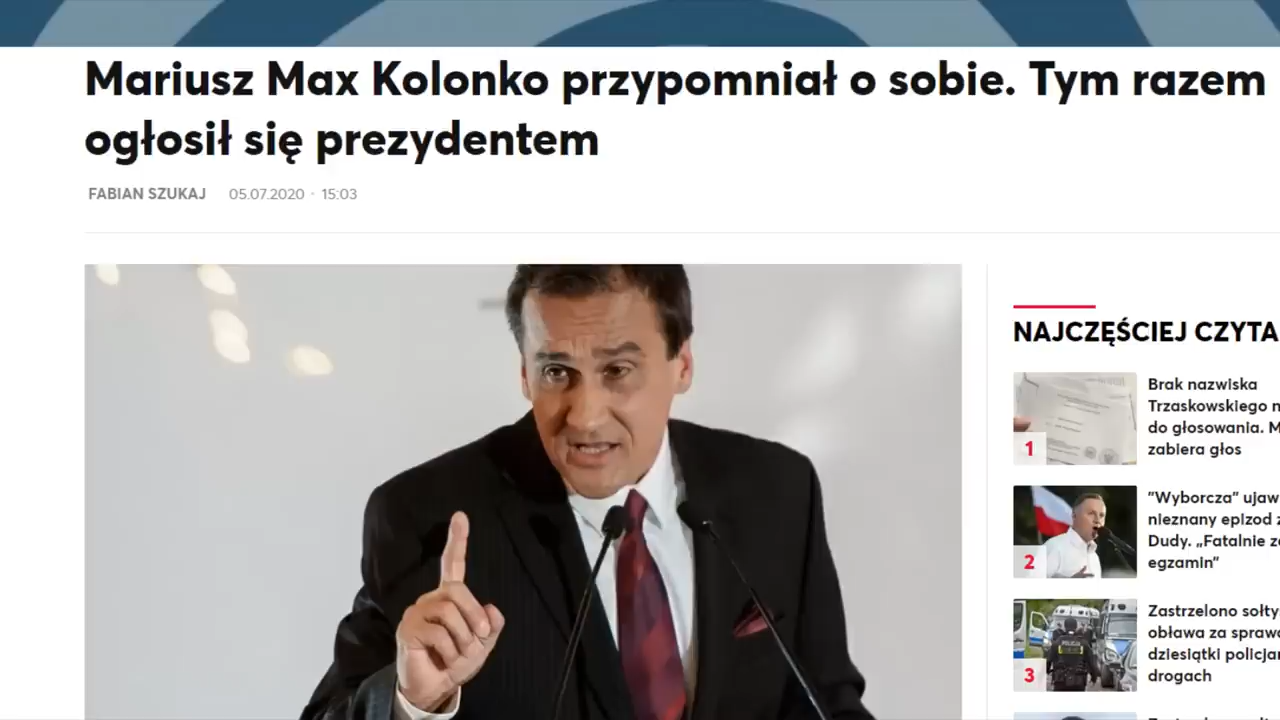 Mariusz Max Kolonko przypomniał o sobie. Tym razem
ogłosił się prezydentem
FABIAN SZUKAJ 05.07.2020 · 15:03
NAJCZĘŚCIEJ CZYTA
Brak nazwiska
Trzaskowskiego n
do głosowania. M
zabiera głos
1
"Wyborcza" ujaw
nieznany epizod z
Dudy. „Fatalnie
egzamin"
2
Zastrzelono sołty
obława za spraw
dziesiątki policja
drogach
3